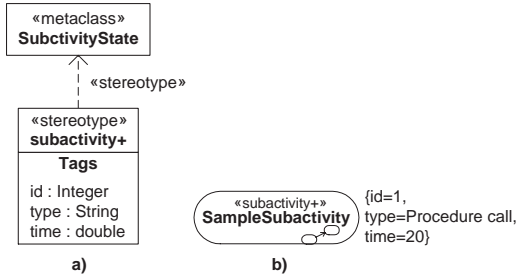 «metaclass»
SubctivityState
«stereotype»
«stereotype»
subactivity+
Tags
id : Integer
type : String
time : double
a)
«subactivity+»
SampleSubactivity
{id=1,
type=Procedure call,
time=20}
b)